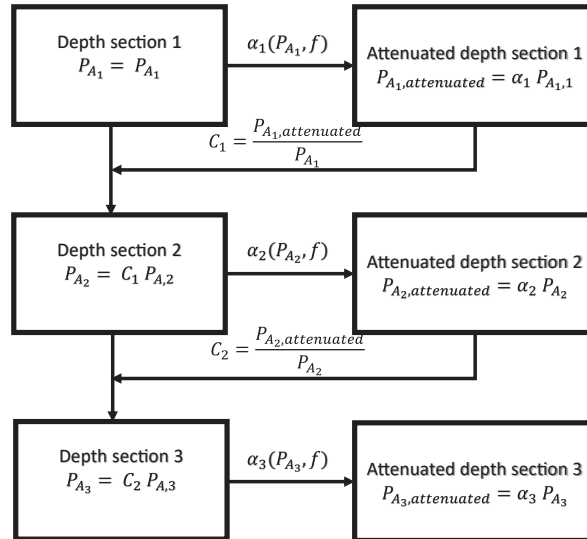 Depth section 1
P_{A_1} = P_{A_1}
α_1(P_{A_1}, f)
Attenuated depth section 1
P_{A_1,attenuated} = α_1 P_{A_1,1}
C_1 = \frac{P_{A_1,attenuated}}{P_{A_1}}
Depth section 2
P_{A_2} = C_1 P_{A,2}
α_2(P_{A_2}, f)
Attenuated depth section 2
P_{A_2,attenuated} = α_2 P_{A_2}
C_2 = \frac{P_{A_2,attenuated}}{P_{A_2}}
Depth section 3
P_{A_3} = C_2 P_{A,3}
α_3(P_{A_3}, f)
Attenuated depth section 3
P_{A_3,attenuated} = α_3 P_{A_3}